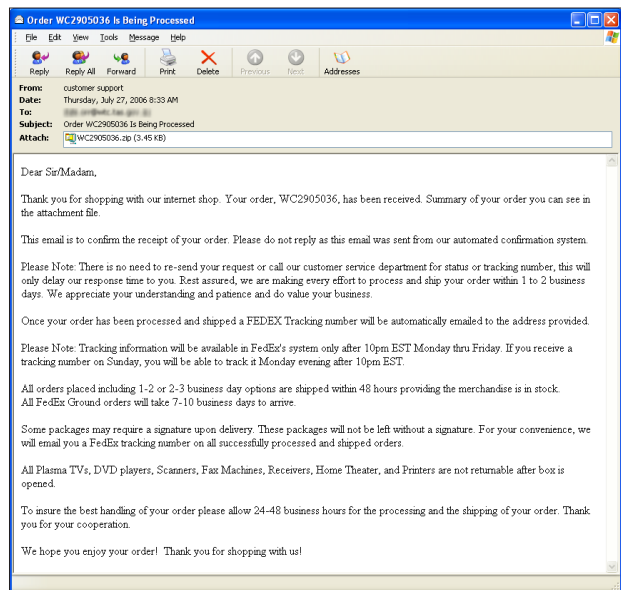 Order WC2905036 Is Being Processed
File Edit View Tools Message Help
Reply Reply All Forward Print Delete Previous Next Addresses
From: customer support
Date: Thursday, July 27, 2006 8:33 AM
To:
Subject: Order WC2905036 Is Being Processed
Attach: WC2905036.zip (3.45 KB)
Dear Sir/Madam,
Thank you for shopping with our internet shop. Your order, WC2905036, has been received. Summary of your order you can see in
the attachment file.
This email is to confirm the receipt of your order. Please do not reply as this email was sent from our automated confirmation system.
Please Note: There is no need to re-send your request or call our customer service department for status or tracking number, this will
only delay our response time to you. Rest assured, we are making every effort to process and ship your order within 1 to 2 business
days. We appreciate your understanding and patience and do value your business.
Once your order has been processed and shipped a FEDEX Tracking number will be automatically emailed to the address provided.
Please Note: Tracking information will be available in FedEx's system only after 10pm EST Monday thru Friday. If you receive a
tracking number on Sunday, you will be able to track it Monday evening after 10pm EST.
All orders placed including 1-2 or 2-3 business day options are shipped within 48 hours providing the merchandise is in stock.
All FedEx Ground orders will take 7-10 business days to arrive.
Some packages may require a signature upon delivery. These packages will not be left without a signature. For your convenience, we
will email you a FedEx tracking number on all successfully processed and shipped orders.
All Plasma TVs, DVD players, Scanners, Fax Machines, Receivers, Home Theater, and Printers are not returnable after box is
opened.
To insure the best handling of your order please allow 24-48 business hours for the processing and the shipping of your order. Thank
you for your cooperation.
We hope you enjoy your order! Thank you for shopping with us!